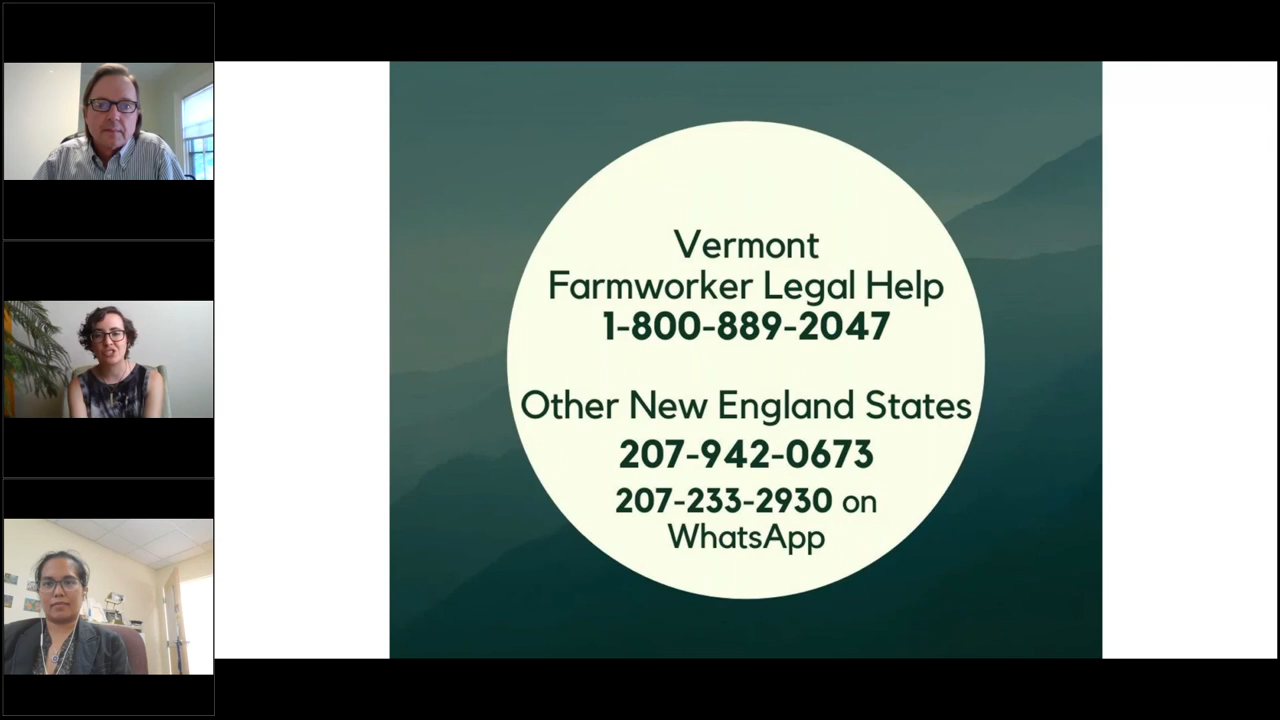 Vermont
Farmworker Legal Help
1-800-889-2047
Other New England States
207-942-0673
207-233-2930 on
WhatsApp